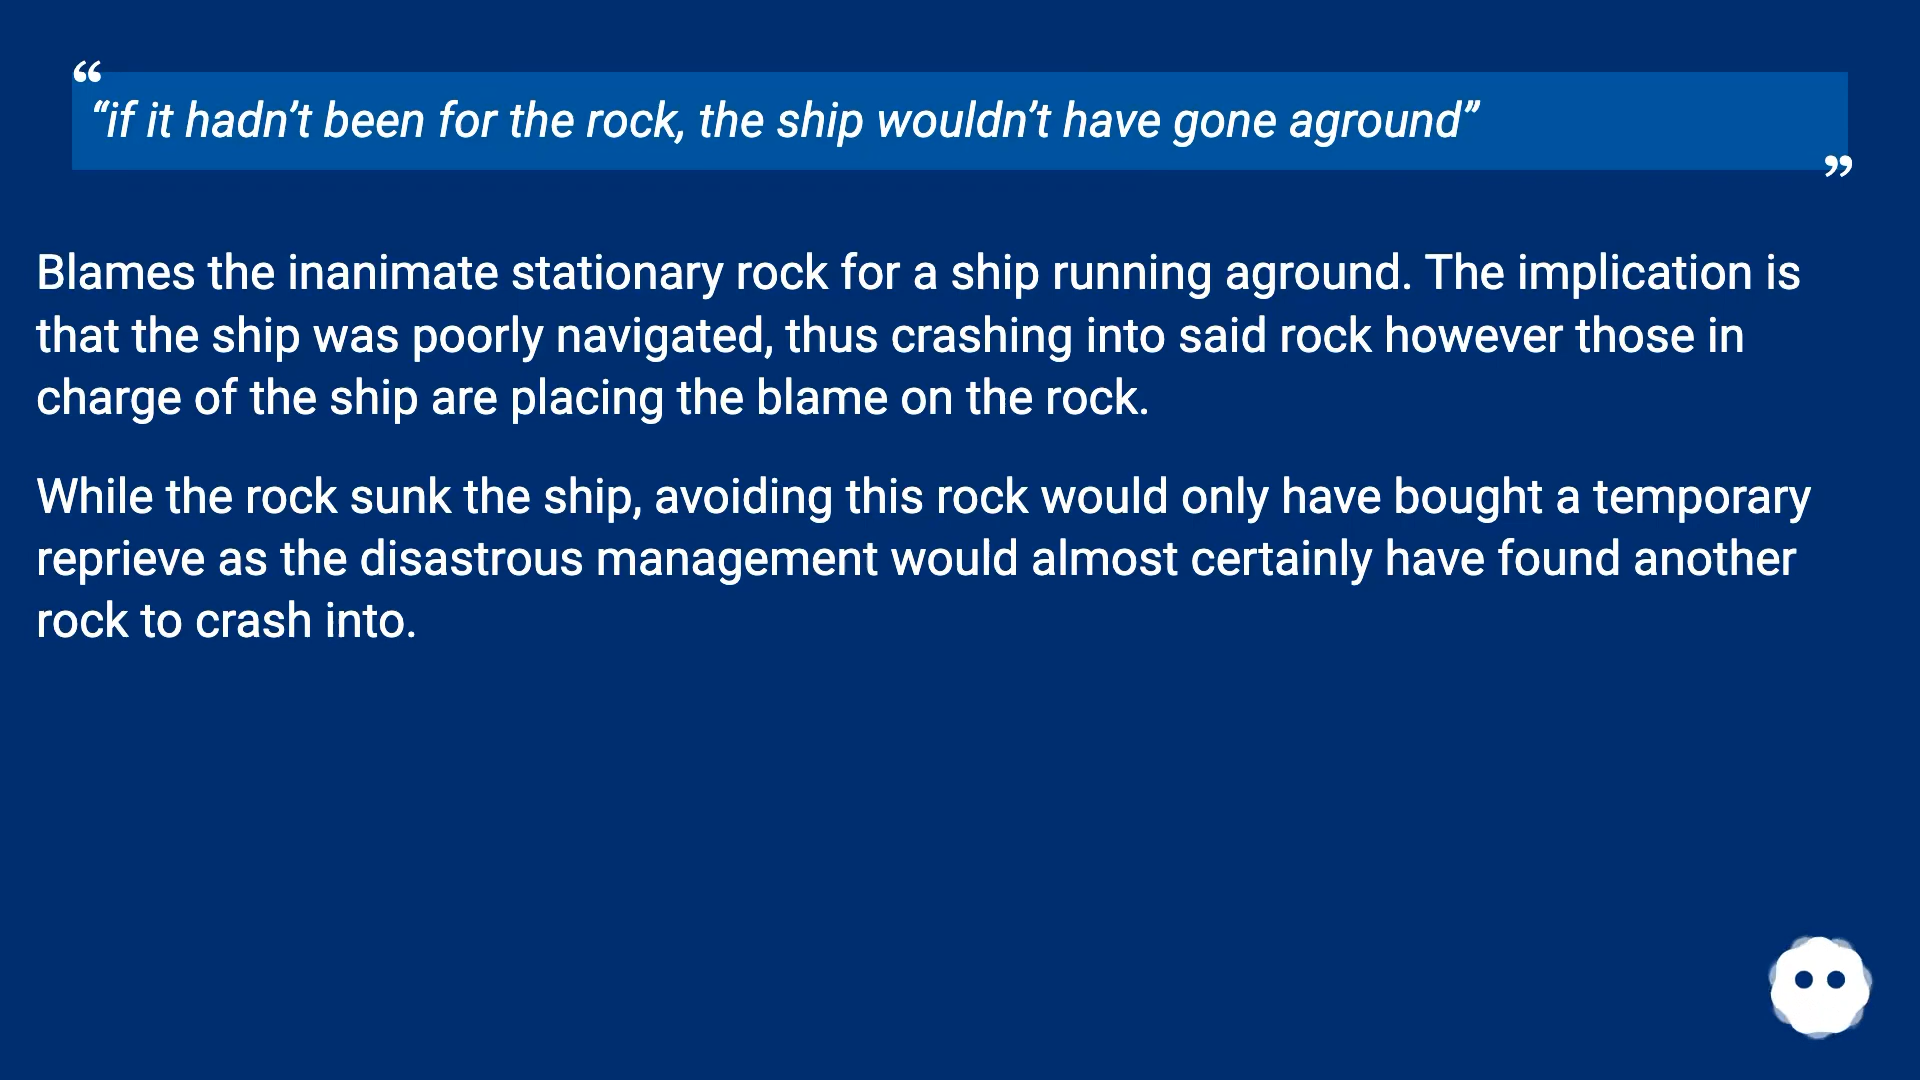 “
“if it hadn’t been for the rock, the ship wouldn’t have gone aground”
”
Blames the inanimate stationary rock for a ship running aground. The implication is
that the ship was poorly navigated, thus crashing into said rock however those in
charge of the ship are placing the blame on the rock.
While the rock sunk the ship, avoiding this rock would only have bought a temporary
reprieve as the disastrous management would almost certainly have found another
rock to crash into.